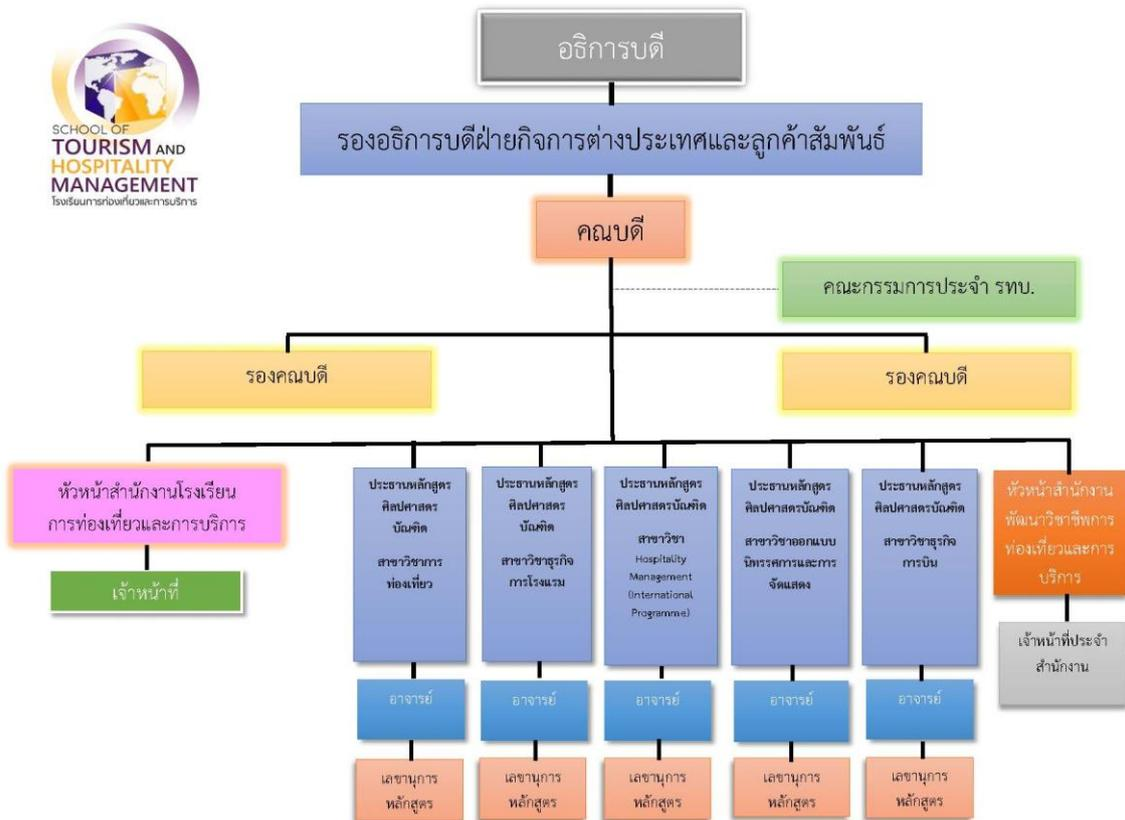 อธิการบดี
SCHOOL OF
TOURISM AND
HOSPITALITY
MANAGEMENT
โรงเรียนการท่องเที่ยวและการบริการ
รองอธิการบดีฝ่ายกิจการต่างประเทศและลูกค้าสัมพันธ์
คณบดี
คณะกรรมการประจำ รทบ.
รองคณบดี
รองคณบดี
หัวหน้าสำนักงานโรงเรียน
การท่องเที่ยวและการบริการ
เจ้าหน้าที่
ประธานหลักสูตร
ศิลปศาสตร
บัณฑิต
สาขาวิชาการ
ท่องเที่ยว
อาจารย์
เลขานุการ
หลักสูตร
ประธานหลักสูตร
ศิลปศาสตร
บัณฑิต
สาขาวิชาธุรกิจ
การโรงแรม
อาจารย์
เลขานุการ
หลักสูตร
ประธานหลักสูตร
ศิลปศาสตรบัณฑิต
สาขาวิชา
Hospitality
Management
(International
Programme)
อาจารย์
เลขานุการ
หลักสูตร
ประธานหลักสูตร
ศิลปศาสตรบัณฑิต
สาขาวิชาออกแบบ
นิทรรศการและการ
จัดแสดง
อาจารย์
เลขานุการ
หลักสูตร
ประธานหลักสูตร
ศิลปศาสตรบัณฑิต
สาขาวิชาธุรกิจ
การบิน
อาจารย์
เลขานุการ
หลักสูตร
หัวหน้าสำนักงาน
พัฒนาวิชาชีพการ
ท่องเที่ยวและการ
บริการ
เจ้าหน้าที่ประจำ
สำนักงาน